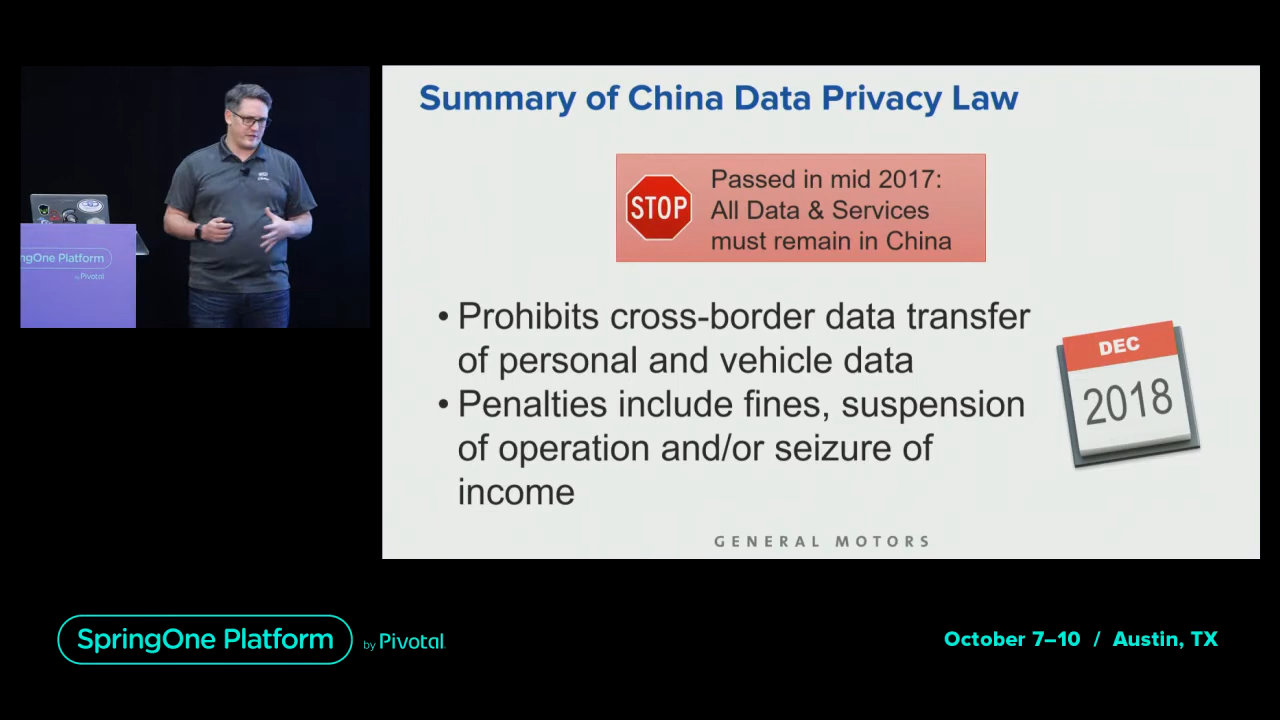 Summary of China Data Privacy Law
STOP
Passed in mid 2017:
All Data & Services
must remain in China
• Prohibits cross-border data transfer
of personal and vehicle data
• Penalties include fines, suspension
of operation and/or seizure of
income
DEC
2018
GENERAL MOTORS
ngOne Platform
by Pivotal
SpringOne Platform by Pivotal
October 7–10 / Austin, TX